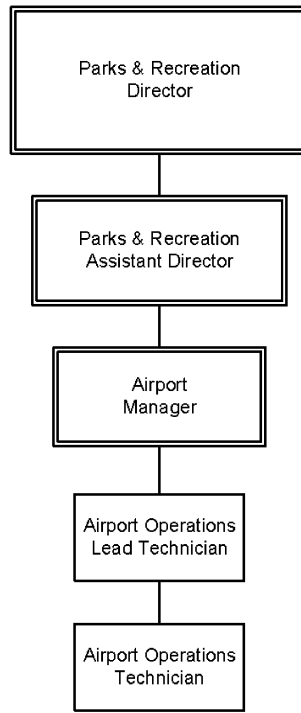 Parks & Recreation
Director
Parks & Recreation
Assistant Director
Airport
Manager
Airport Operations
Lead Technician
Airport Operations
Technician